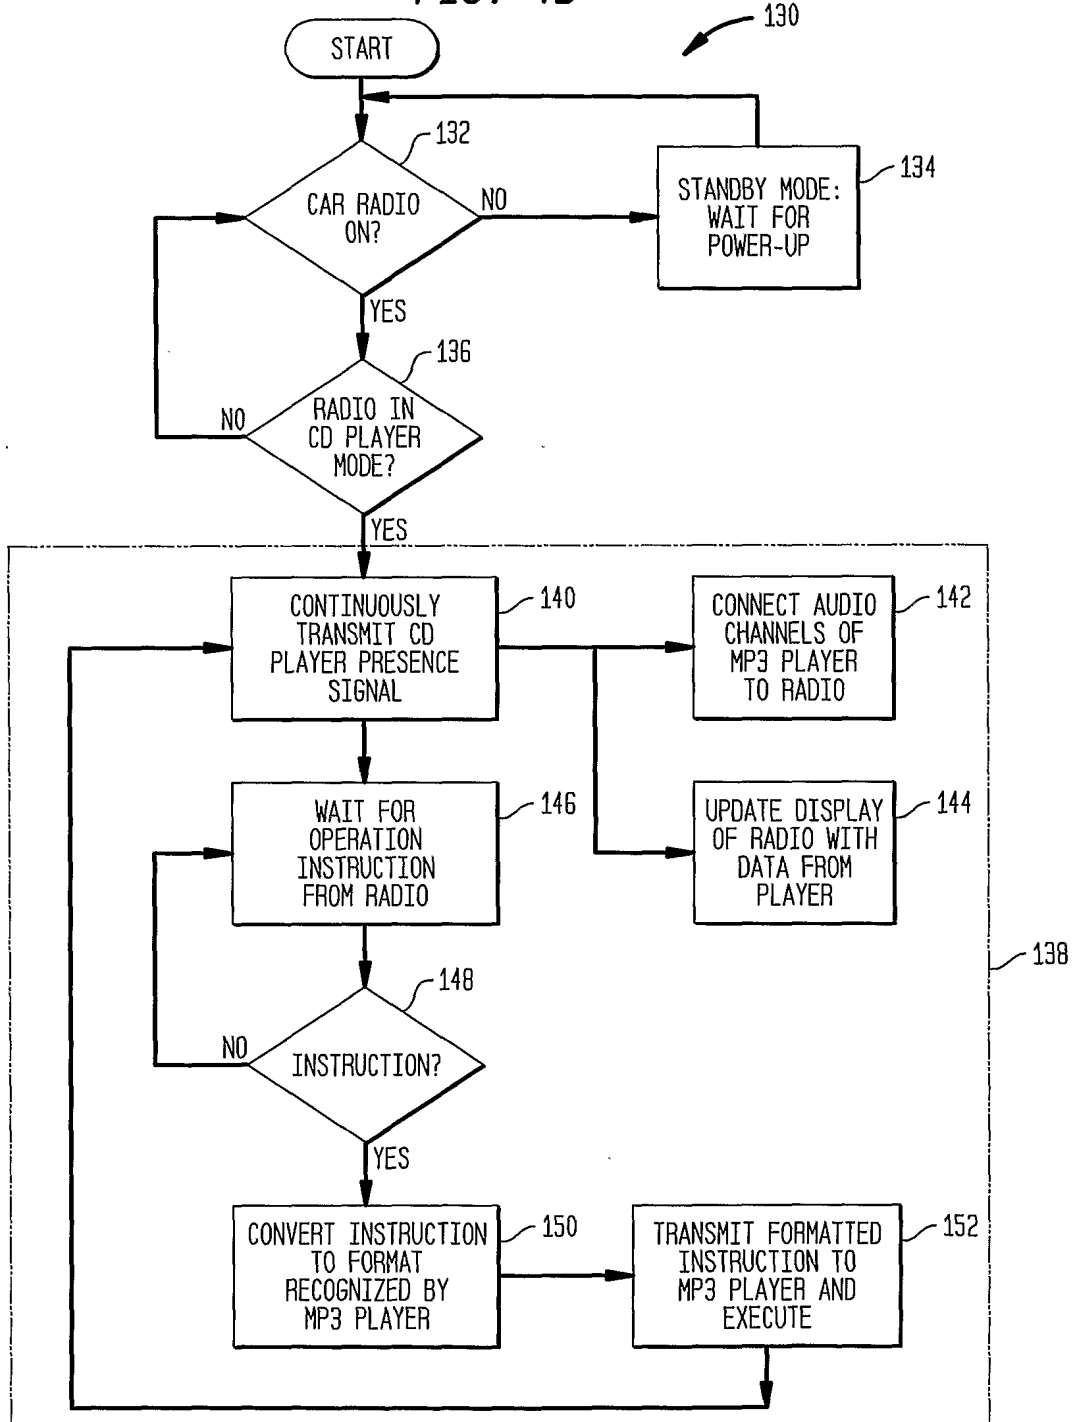 130
START
132
CAR RADIO
ON?
NO
134
STANDBY MODE:
WAIT FOR
POWER-UP
YES
136
RADIO IN
CD PLAYER
MODE?
NO
YES
140
CONTINUOUSLY
TRANSMIT CD
PLAYER PRESENCE
SIGNAL
142
CONNECT AUDIO
CHANNELS OF
MP3 PLAYER
TO RADIO
146
WAIT FOR
OPERATION
INSTRUCTION
FROM RADIO
144
UPDATE DISPLAY
OF RADIO WITH
DATA FROM
PLAYER
138
148
INSTRUCTION?
NO
YES
150
CONVERT INSTRUCTION
TO FORMAT
RECOGNIZED BY
MP3 PLAYER
152
TRANSMIT FORMATTED
INSTRUCTION TO
MP3 PLAYER AND
EXECUTE